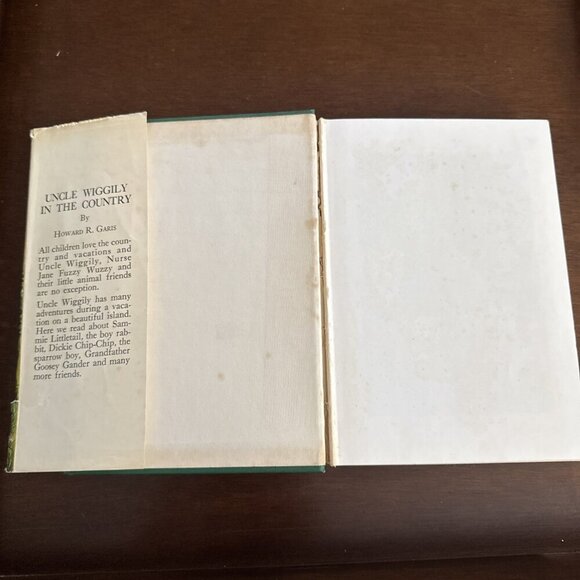 UNCLE WIGGILY
IN THE COUNTRY
By
HOWARD R. GARIS
All children love the coun-
try and vacations and
Uncle Wiggily, Nurse
Jane Fuzzy Wuzzy and
their little animal friends
are no exception.
Uncle Wiggily has many
adventures during a vaca-
tion on a beautiful island.
Here we read about Sam-
mie Littletail, the boy rab-
bit, Dickie Chip-Chip, the
sparrow boy, Grandfather
Goosey Gander and many
more friends.